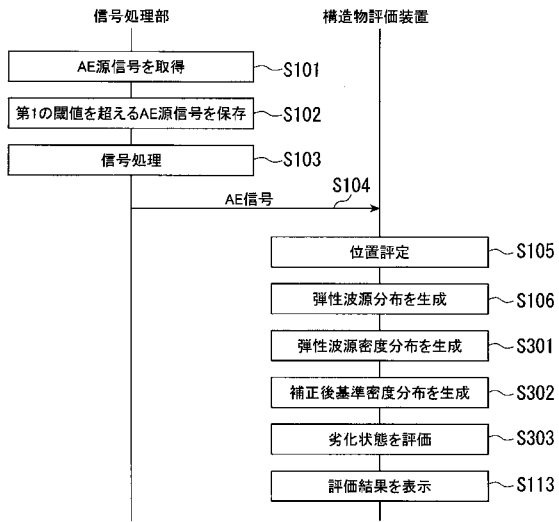 信号処理部
構造物評価装置
AE源信号を取得
S101
第1の閾値を超えるAE源信号を保存
S102
信号処理
S103
AE信号
S104
位置評定
S105
弾性波源分布を生成
S106
弾性波源密度分布を生成
S301
補正後基準密度分布を生成
S302
劣化状態を評価
S303
評価結果を表示
S113